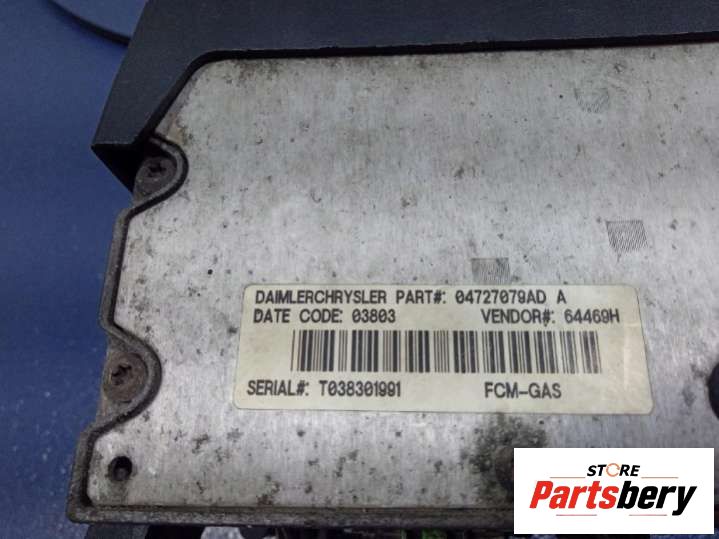 DAIMLERCHRYSLER PART#: 04727079AD A
DATE CODE: 03803 VENDOR#: 64469H
SERIAL#: T038301991 FCM-GAS
STORE
Partsbery